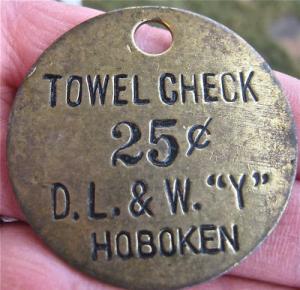 TOWEL CHECK
25¢
D.L. & W. "Y"
HOBOKEN